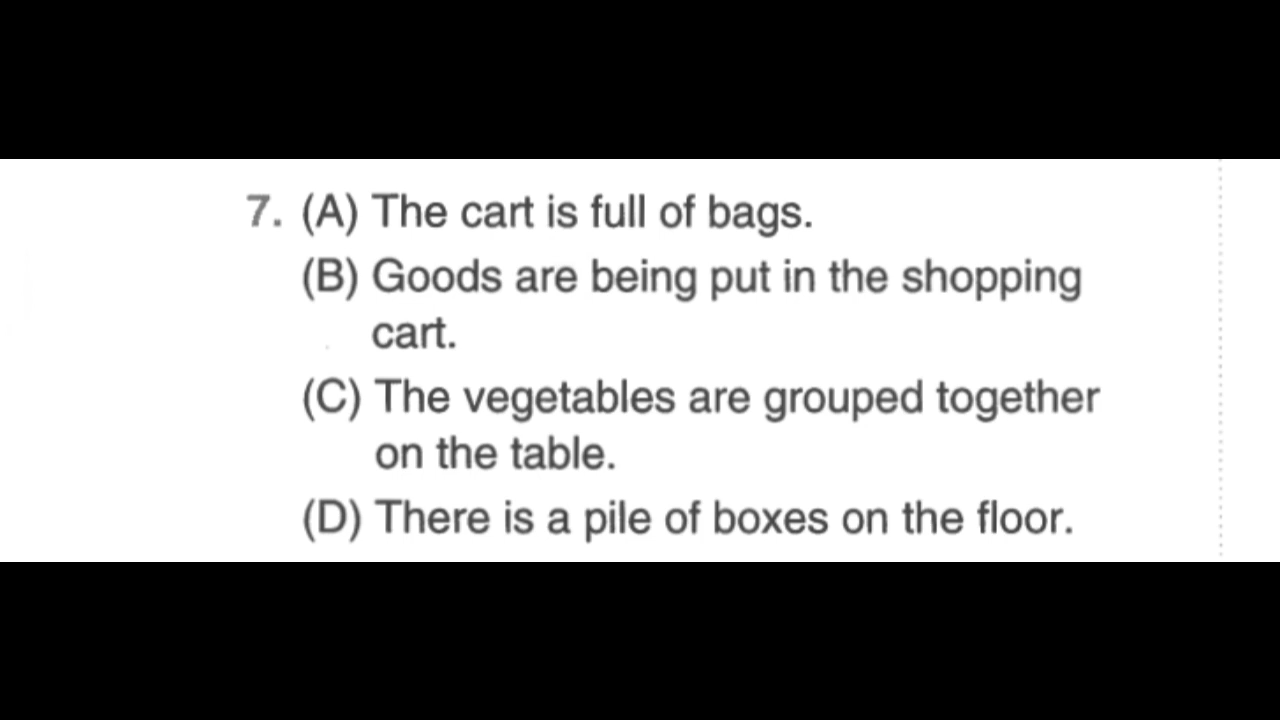 7. (A) The cart is full of bags.
(B) Goods are being put in the shopping
cart.
(C) The vegetables are grouped together
on the table.
(D) There is a pile of boxes on the floor.